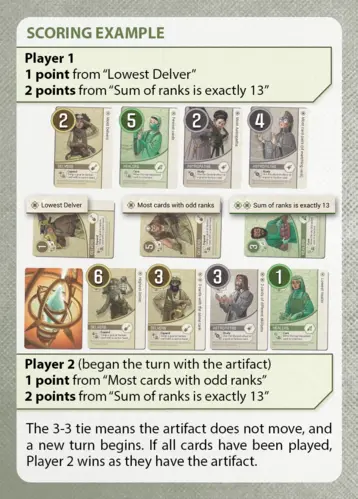 SCORING EXAMPLE
Player 1
1 point from "Lowest Delver"
2 points from "Sum of ranks is exactly 13"
2
5
2
4
Lowest Delver
Most cards with odd ranks
Sum of ranks is exactly 13
1
5
3
6
3
3
1
Player 2 (began the turn with the artifact)
1 point from "Most cards with odd ranks"
2 points from "Sum of ranks is exactly 13"
The 3-3 tie means the artifact does not move, and
a new turn begins. If all cards have been played,
Player 2 wins as they have the artifact.